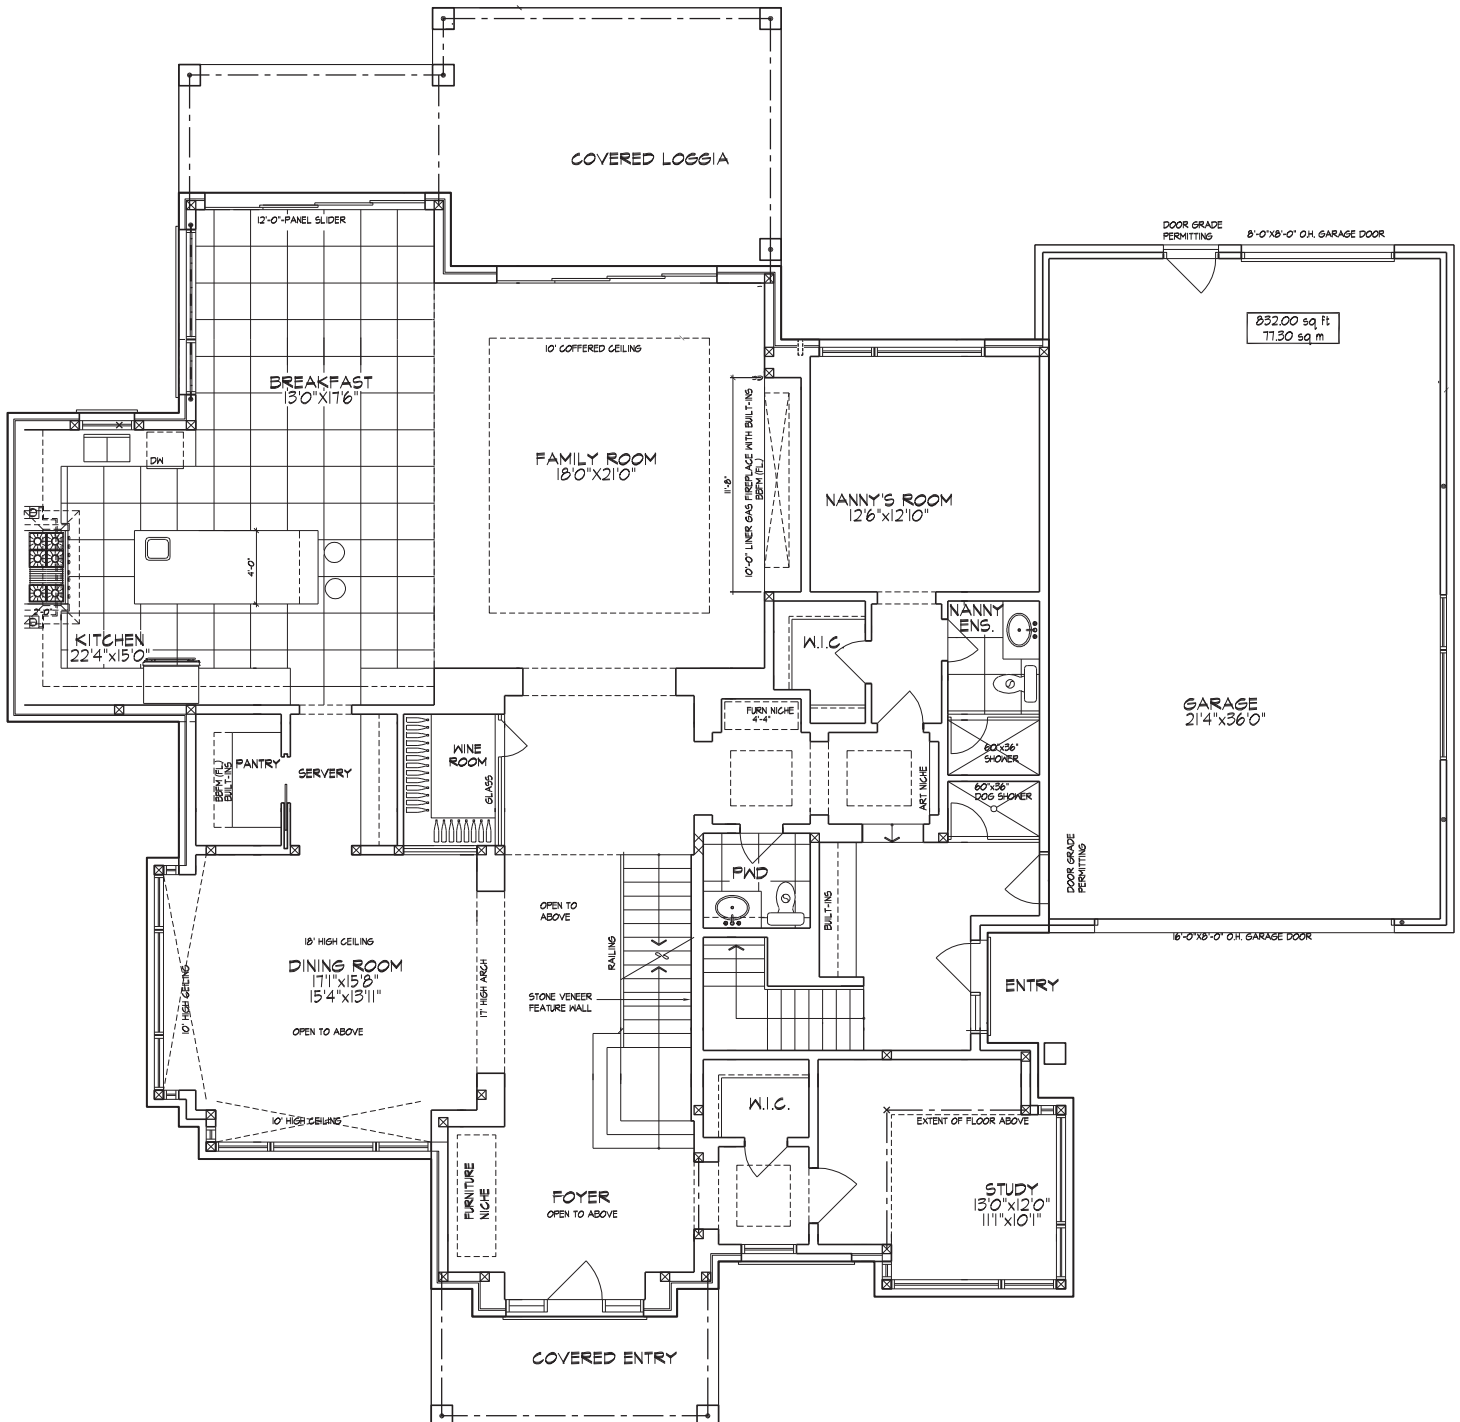 COVERED LOGGIA
12'-0"-PANEL SLIDER
DOOR GRADE
PERMITTING
8'-0"X8'-0" O.H. GARAGE DOOR
832.00 sq ft
77.30 sq m
10' COFFERED CEILING
BREAKFAST
13'0"X17'6"
FAMILY ROOM
18'0"X21'0"
11'-8"
10'-0" LINER GAS FIREPLACE WITH BUILT-INS
BBFM (FL)
NANNY'S ROOM
12'6"x12'10"
DW
4'-0"
KITCHEN
22'4"x15'0"
W.I.C.
NANNY
ENS.
GARAGE
21'4"x36'0"
FURN NICHE
4'-4"
PANTRY
BBFM (FL)
BUILT-INS
SERVERY
WINE
ROOM
GLASS
ART NICHE
60"x36"
SHOWER
60"x36"
DOG SHOWER
DOOR GRADE
PERMITTING
PWD
BUILT-INS
OPEN TO
ABOVE
RAILING
16'-0"X8'-0" O.H. GARAGE DOOR
18' HIGH CEILING
DINING ROOM
17'1"x15'8"
15'4"x13'11"
10' HIGH CEILING
17' HIGH ARCH
OPEN TO ABOVE
STONE VENEER
FEATURE WALL
ENTRY
10' HIGH CEILING
W.I.C.
EXTENT OF FLOOR ABOVE
FURNITURE
NICHE
FOYER
OPEN TO ABOVE
STUDY
13'0"x12'0"
11'1"x10'1"
COVERED ENTRY